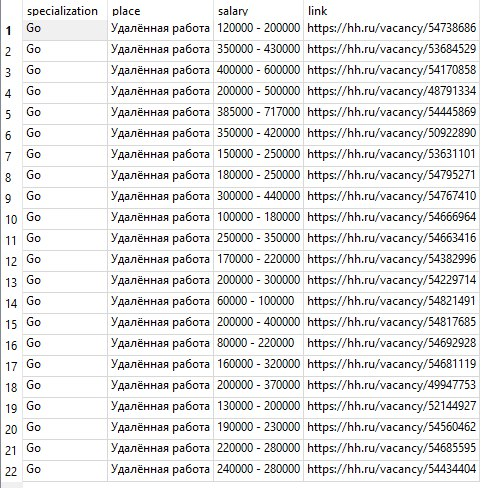 specialization place salary link
1 Go Удалённая работа 120000 - 200000 https://hh.ru/vacancy/54738686
2 Go Удалённая работа 350000 - 430000 https://hh.ru/vacancy/53684529
3 Go Удалённая работа 400000 - 600000 https://hh.ru/vacancy/54170858
4 Go Удалённая работа 200000 - 500000 https://hh.ru/vacancy/48791334
5 Go Удалённая работа 385000 - 717000 https://hh.ru/vacancy/54445869
6 Go Удалённая работа 350000 - 420000 https://hh.ru/vacancy/50922890
7 Go Удалённая работа 150000 - 250000 https://hh.ru/vacancy/53631101
8 Go Удалённая работа 180000 - 250000 https://hh.ru/vacancy/54795271
9 Go Удалённая работа 300000 - 440000 https://hh.ru/vacancy/54767410
10 Go Удалённая работа 100000 - 180000 https://hh.ru/vacancy/54666964
11 Go Удалённая работа 250000 - 350000 https://hh.ru/vacancy/54663416
12 Go Удалённая работа 170000 - 220000 https://hh.ru/vacancy/54382996
13 Go Удалённая работа 200000 - 300000 https://hh.ru/vacancy/54229714
14 Go Удалённая работа 60000 - 100000 https://hh.ru/vacancy/54821491
15 Go Удалённая работа 200000 - 400000 https://hh.ru/vacancy/54817685
16 Go Удалённая работа 80000 - 220000 https://hh.ru/vacancy/54692928
17 Go Удалённая работа 160000 - 320000 https://hh.ru/vacancy/54681119
18 Go Удалённая работа 200000 - 370000 https://hh.ru/vacancy/49947753
19 Go Удалённая работа 130000 - 200000 https://hh.ru/vacancy/52144927
20 Go Удалённая работа 190000 - 230000 https://hh.ru/vacancy/54560462
21 Go Удалённая работа 220000 - 280000 https://hh.ru/vacancy/54685595
22 Go Удалённая работа 240000 - 280000 https://hh.ru/vacancy/54434404